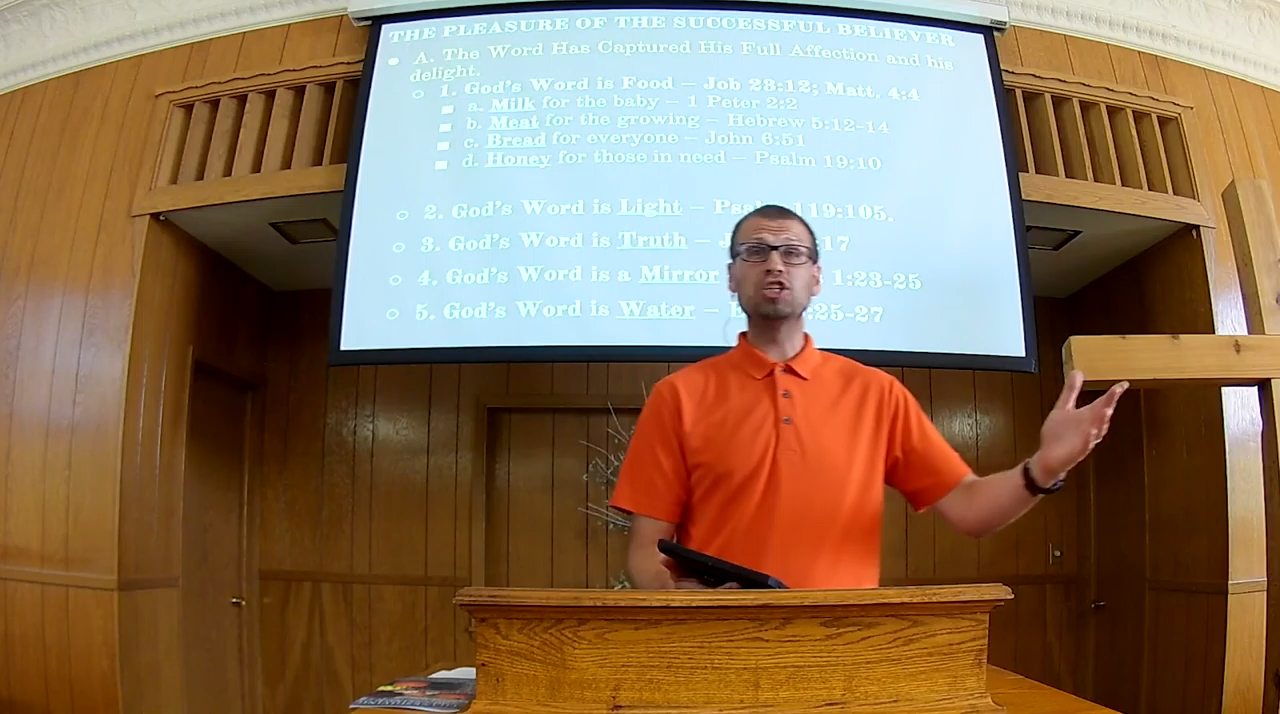 THE PLEASURE OF THE SUCCESSFUL BELIEVER
A. The Word Has Captured His Full Affection and his
delight.
1. God's Word is Food – Job 23:12; Matt. 4:4
a. Milk for the baby – 1 Peter 2:2
b. Meat for the growing – Hebrew 5:12-14
c. Bread for everyone – John 6:51
d. Honey for those in need – Psalm 19:10
2. God's Word is Light – 119:105.
3. God's Word is Truth – 17
4. God's Word is a Mirror 1:23-25
5. God's Word is Water – 25-27